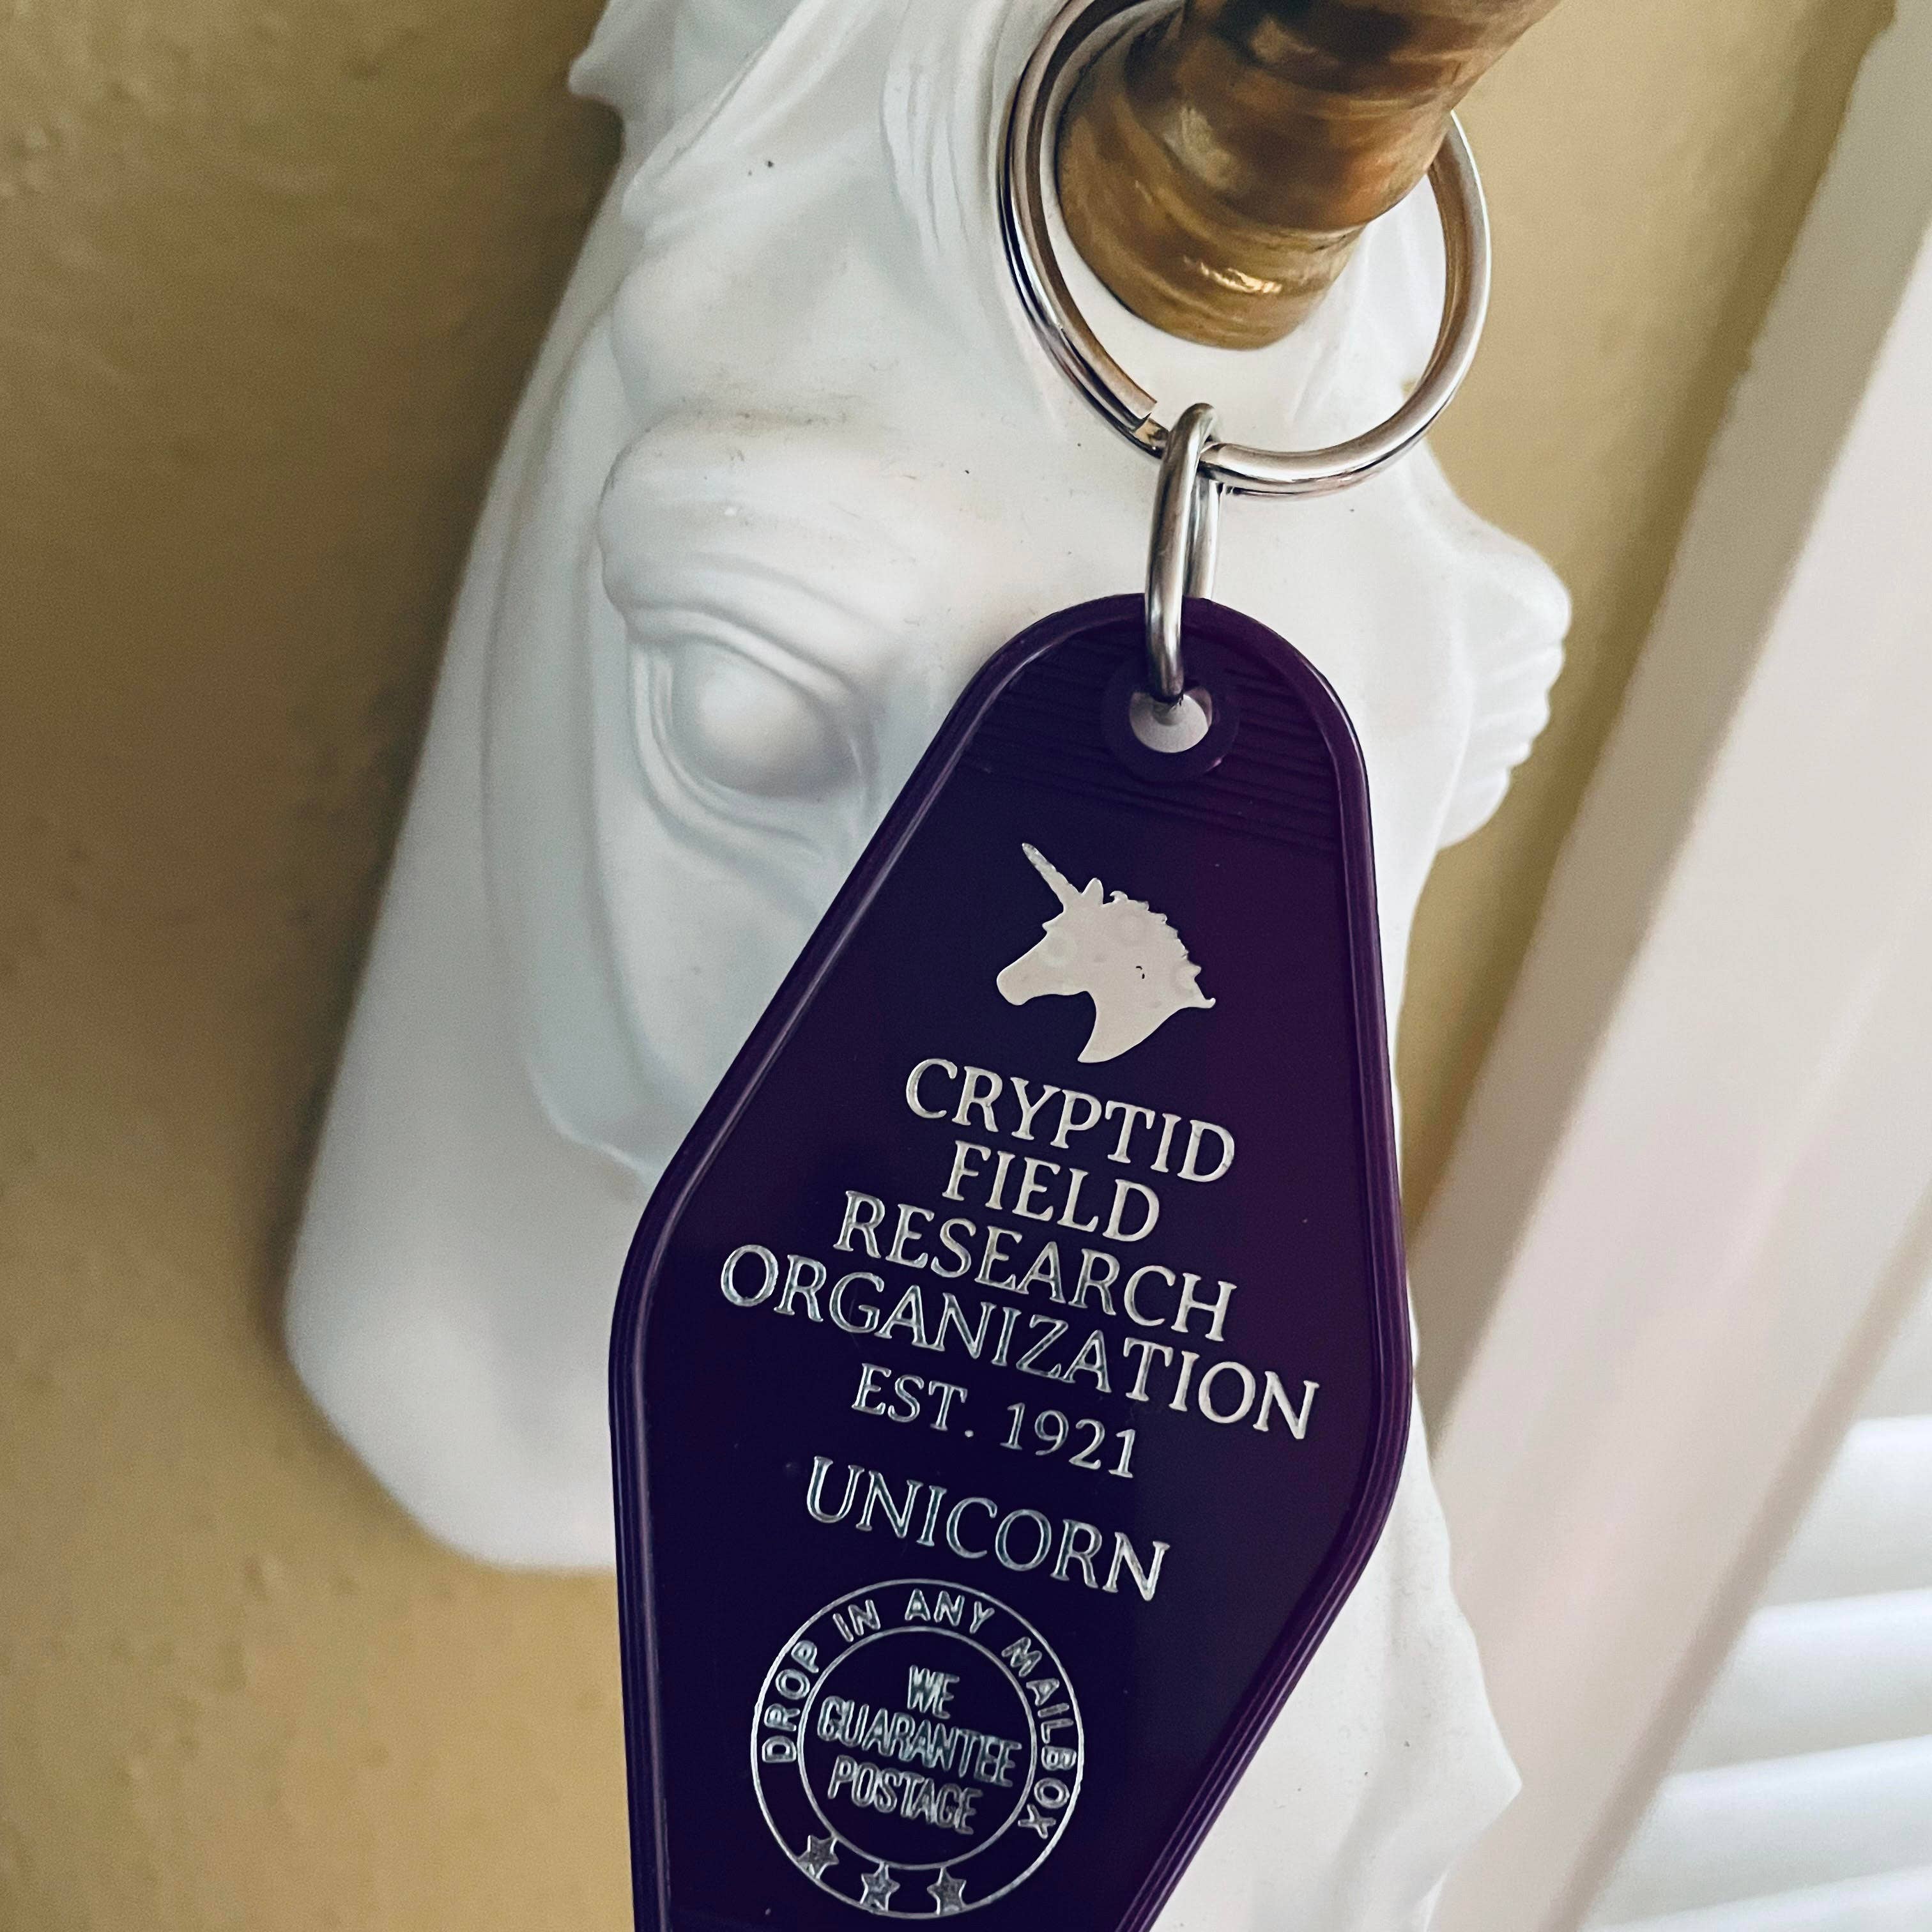 CRYPTID
FIELD
RESEARCH
ORGANIZATION
EST. 1921
UNICORN
DROP IN ANY MAILBOX
WE
GUARANTEE
POSTAGE